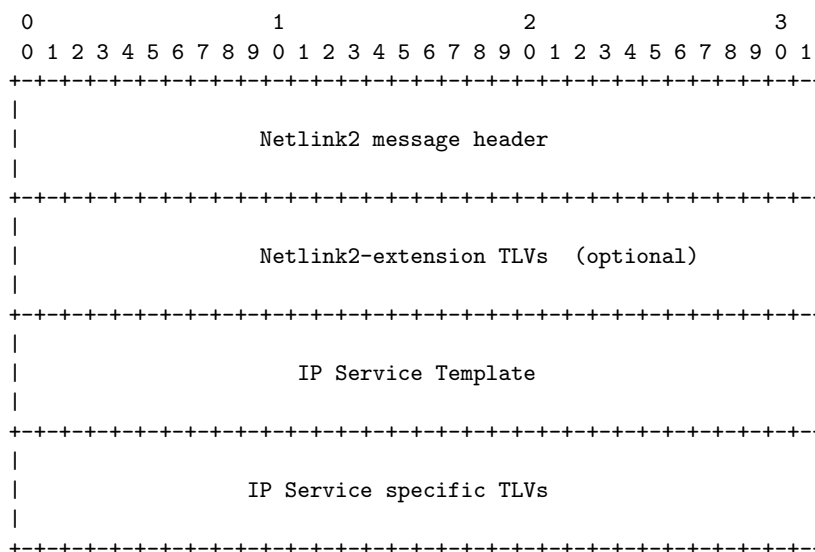 0                   1                   2                   3
0 1 2 3 4 5 6 7 8 9 0 1 2 3 4 5 6 7 8 9 0 1 2 3 4 5 6 7 8 9 0 1
+-+-+-+-+-+-+-+-+-+-+-+-+-+-+-+-+-+-+-+-+-+-+-+-+-+-+-+-+-+-+-+--
|
|                   Netlink2 message header
|
+-+-+-+-+-+-+-+-+-+-+-+-+-+-+-+-+-+-+-+-+-+-+-+-+-+-+-+-+-+-+-+--
|
|                   Netlink2-extension TLVs  (optional)
|
+-+-+-+-+-+-+-+-+-+-+-+-+-+-+-+-+-+-+-+-+-+-+-+-+-+-+-+-+-+-+-+--
|
|                      IP Service Template
|
+-+-+-+-+-+-+-+-+-+-+-+-+-+-+-+-+-+-+-+-+-+-+-+-+-+-+-+-+-+-+-+--
|
|                  IP Service specific TLVs
|
+-+-+-+-+-+-+-+-+-+-+-+-+-+-+-+-+-+-+-+-+-+-+-+-+-+-+-+-+-+-+-+--